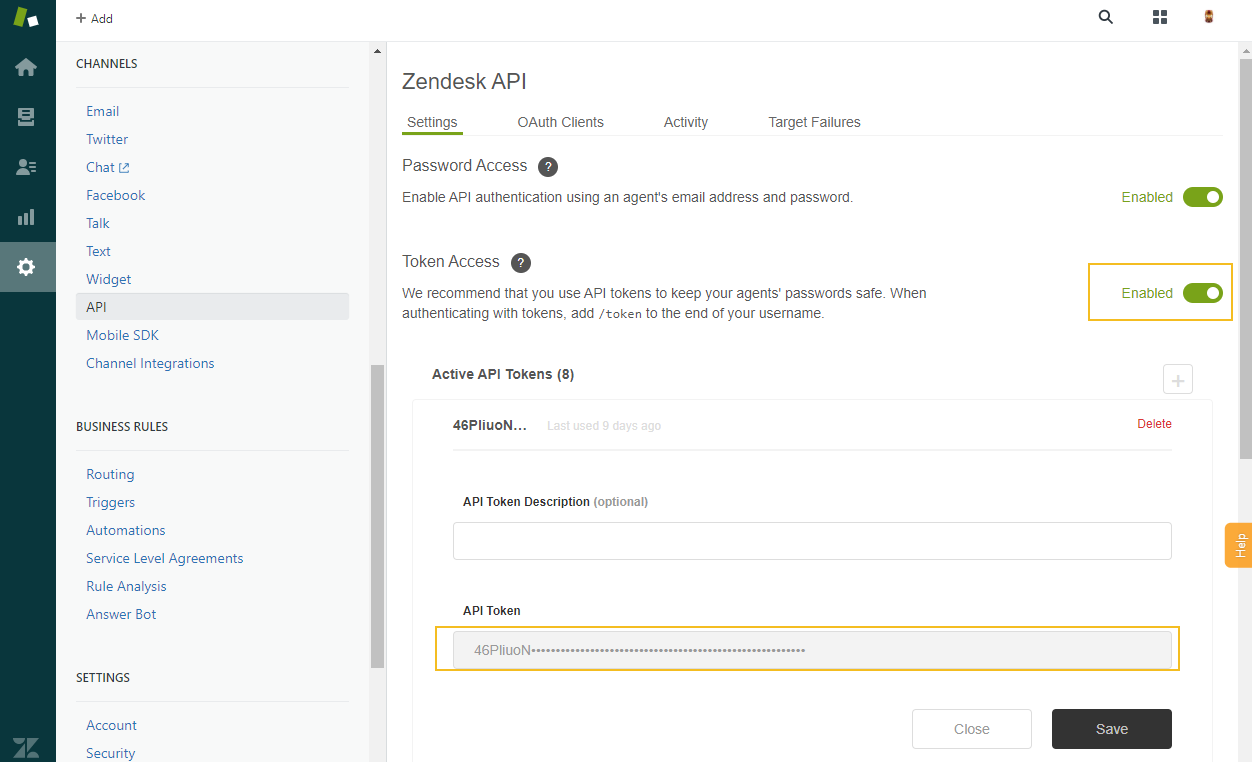 Add
CHANNELS
Email
Twitter
Chat
Facebook
Talk
Text
Widget
API
Mobile SDK
Channel Integrations
BUSINESS RULES
Routing
Triggers
Automations
Service Level Agreements
Rule Analysis
Answer Bot
SETTINGS
Account
Security
Zendesk API
Settings OAuth Clients Activity Target Failures
Password Access ?
Enable API authentication using an agent's email address and password. Enabled
Token Access ?
We recommend that you use API tokens to keep your agents' passwords safe. When Enabled
authenticating with tokens, add /token to the end of your username.
Active API Tokens (8) +
46PIiuoN... Last used 9 days ago Delete
API Token Description (optional)
API Token
46PIiuoN••••••••••••••••••••••••••••••••••••••••••••••••••••••••
Close Save
Help